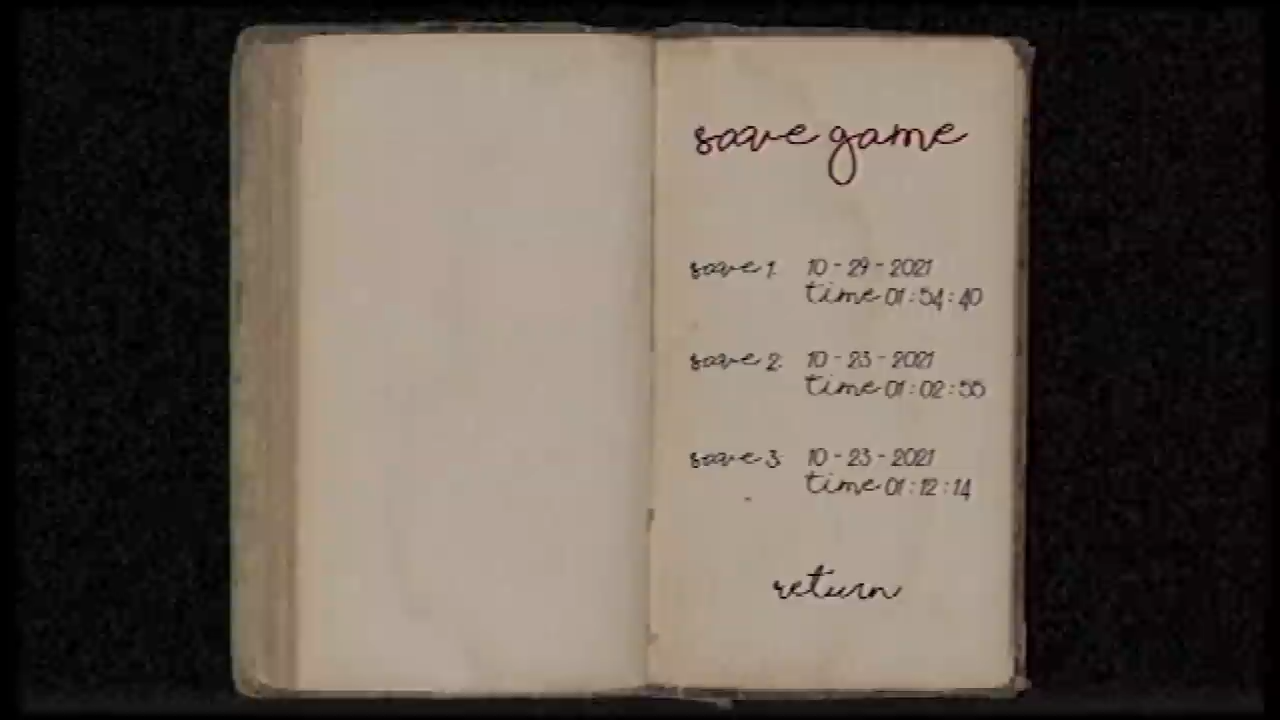 save game
save 1. 10 - 29 - 2021
time 01 : 54 : 40
save 2. 10 - 23 - 2021
time 01 : 02 : 55
save 3. 10 - 23 - 2021
time 01 : 12 : 14
return